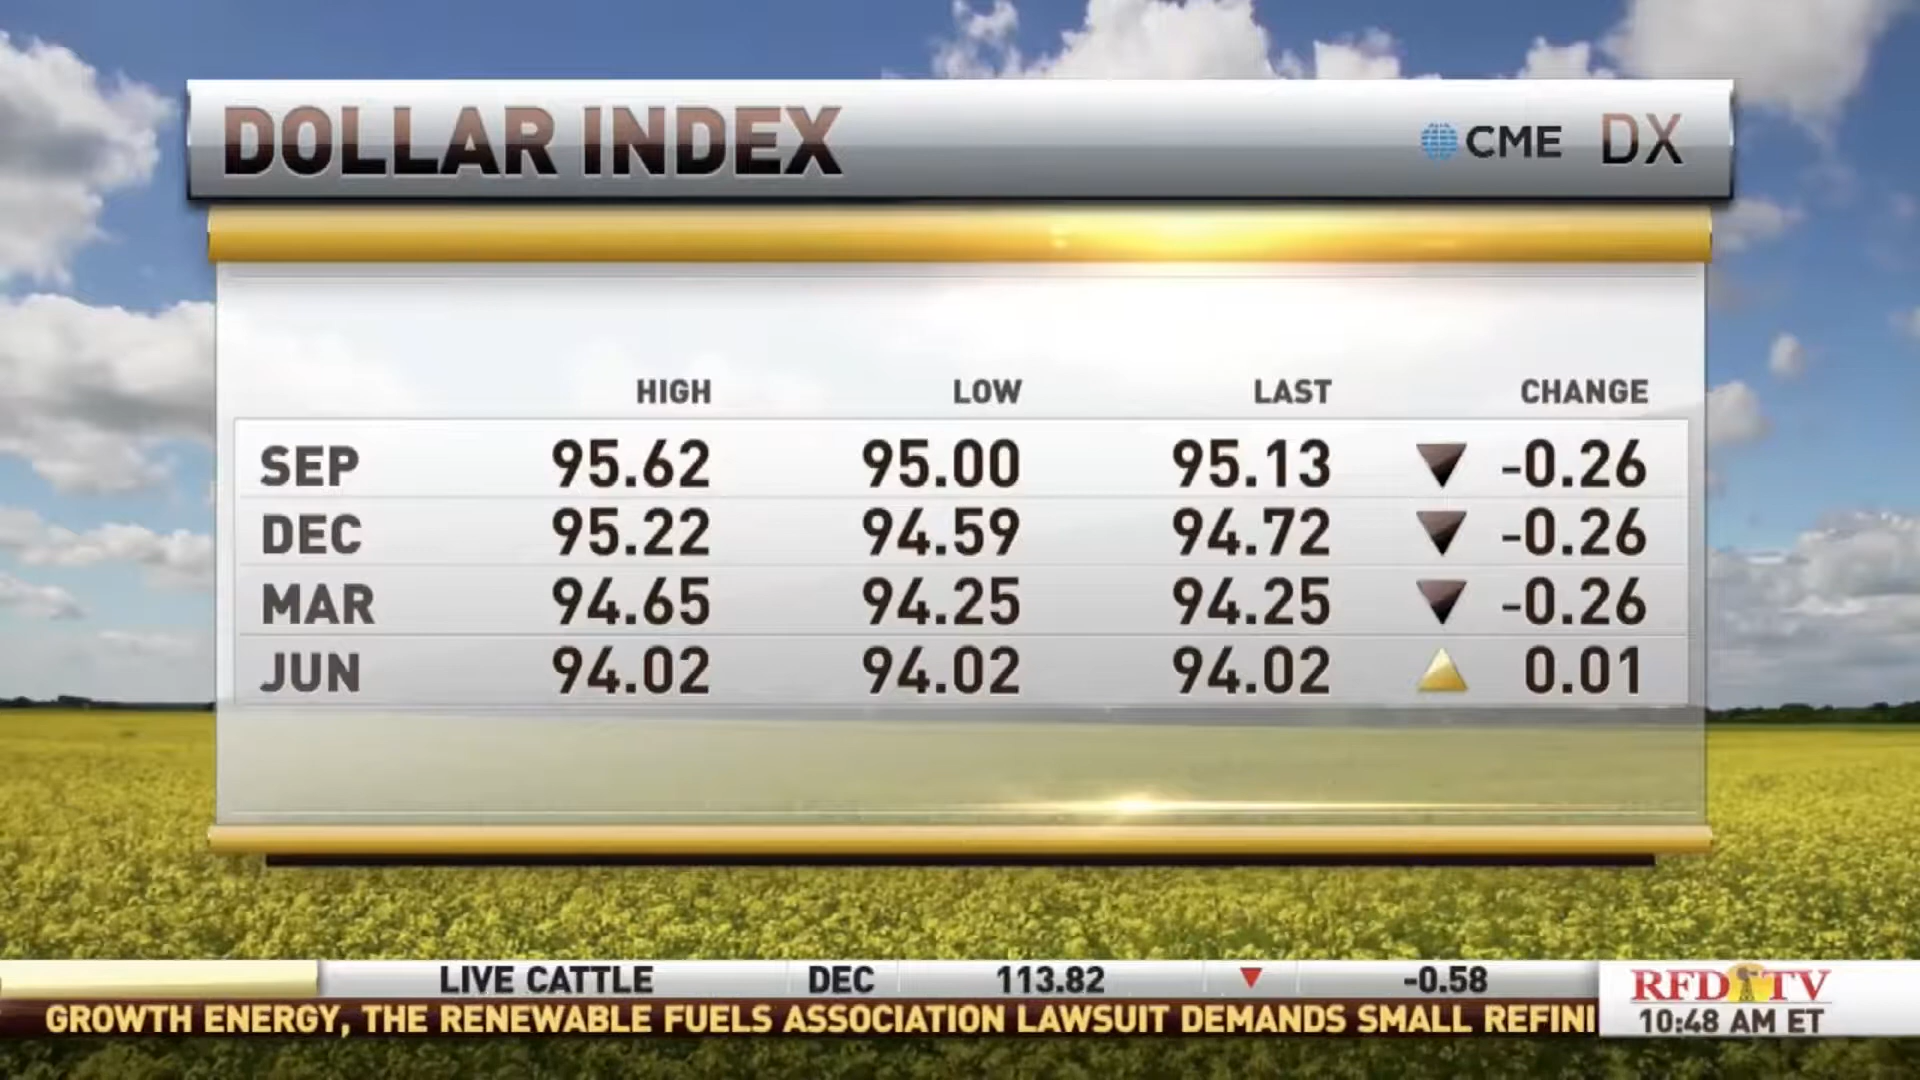 DOLLAR INDEX CME DX
HIGH LOW LAST CHANGE
SEP 95.62 95.00 95.13 -0.26
DEC 95.22 94.59 94.72 -0.26
MAR 94.65 94.25 94.25 -0.26
JUN 94.02 94.02 94.02 0.01
LIVE CATTLE DEC 113.82 -0.58
GROWTH ENERGY, THE RENEWABLE FUELS ASSOCIATION LAWSUIT DEMANDS SMALL REFINI
RFD TV
10:48 AM ET